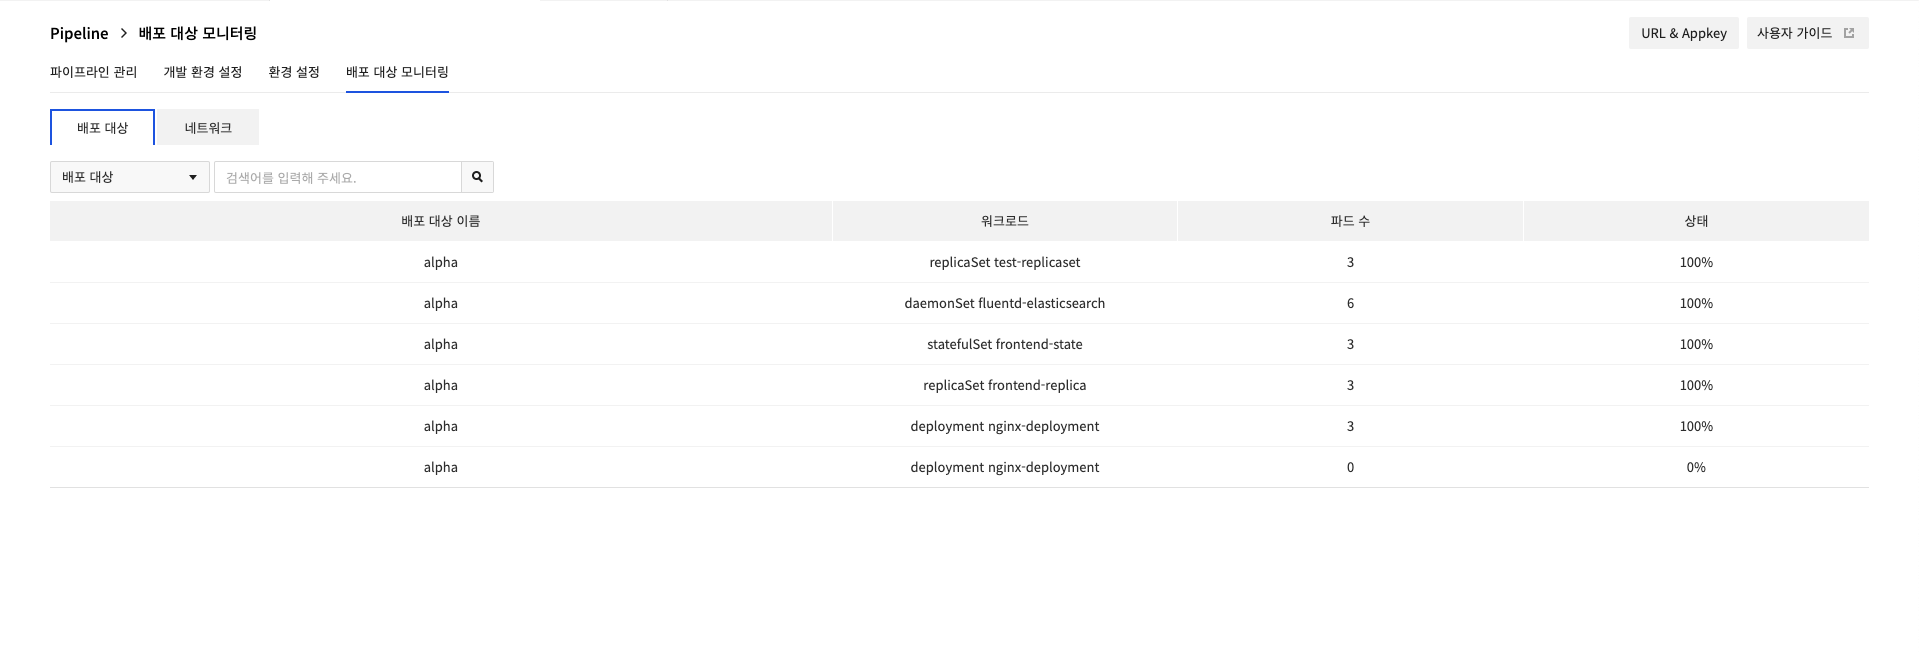 Pipeline > 배포 대상 모니터링
URL & Appkey 사용자 가이드
파이프라인 관리 개발 환경 설정 환경 설정 배포 대상 모니터링
배포 대상 네트워크
배포 대상 검색어를 입력해 주세요.
배포 대상 이름 워크로드 파드 수 상태
alpha replicaSet test-replicaset 3 100%
alpha daemonSet fluentd-elasticsearch 6 100%
alpha statefulSet frontend-state 3 100%
alpha replicaSet frontend-replica 3 100%
alpha deployment nginx-deployment 3 100%
alpha deployment nginx-deployment 0 0%